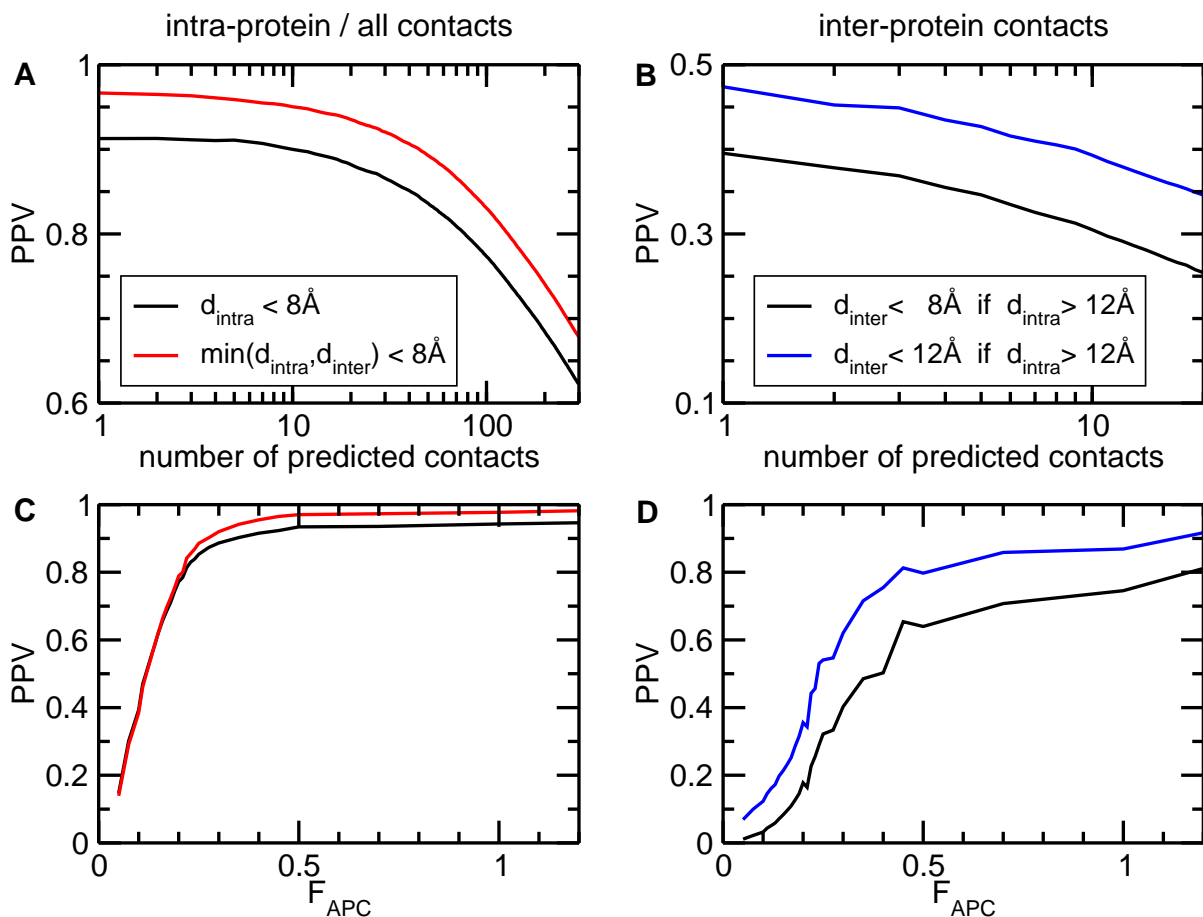 intra-protein / all contacts
inter-protein contacts
A
1
0.8
0.6
PPV
d_intra < 8Å
min(d_intra,d_inter) < 8Å
1
10
100
number of predicted contacts
B
0.5
0.3
0.1
PPV
d_inter < 8Å if d_intra > 12Å
d_inter < 12Å if d_intra > 12Å
1
10
number of predicted contacts
C
1
0.8
0.6
0.4
0.2
0
PPV
0
0.5
1
F_APC
D
1
0.8
0.6
0.4
0.2
0
PPV
0
0.5
1
F_APC